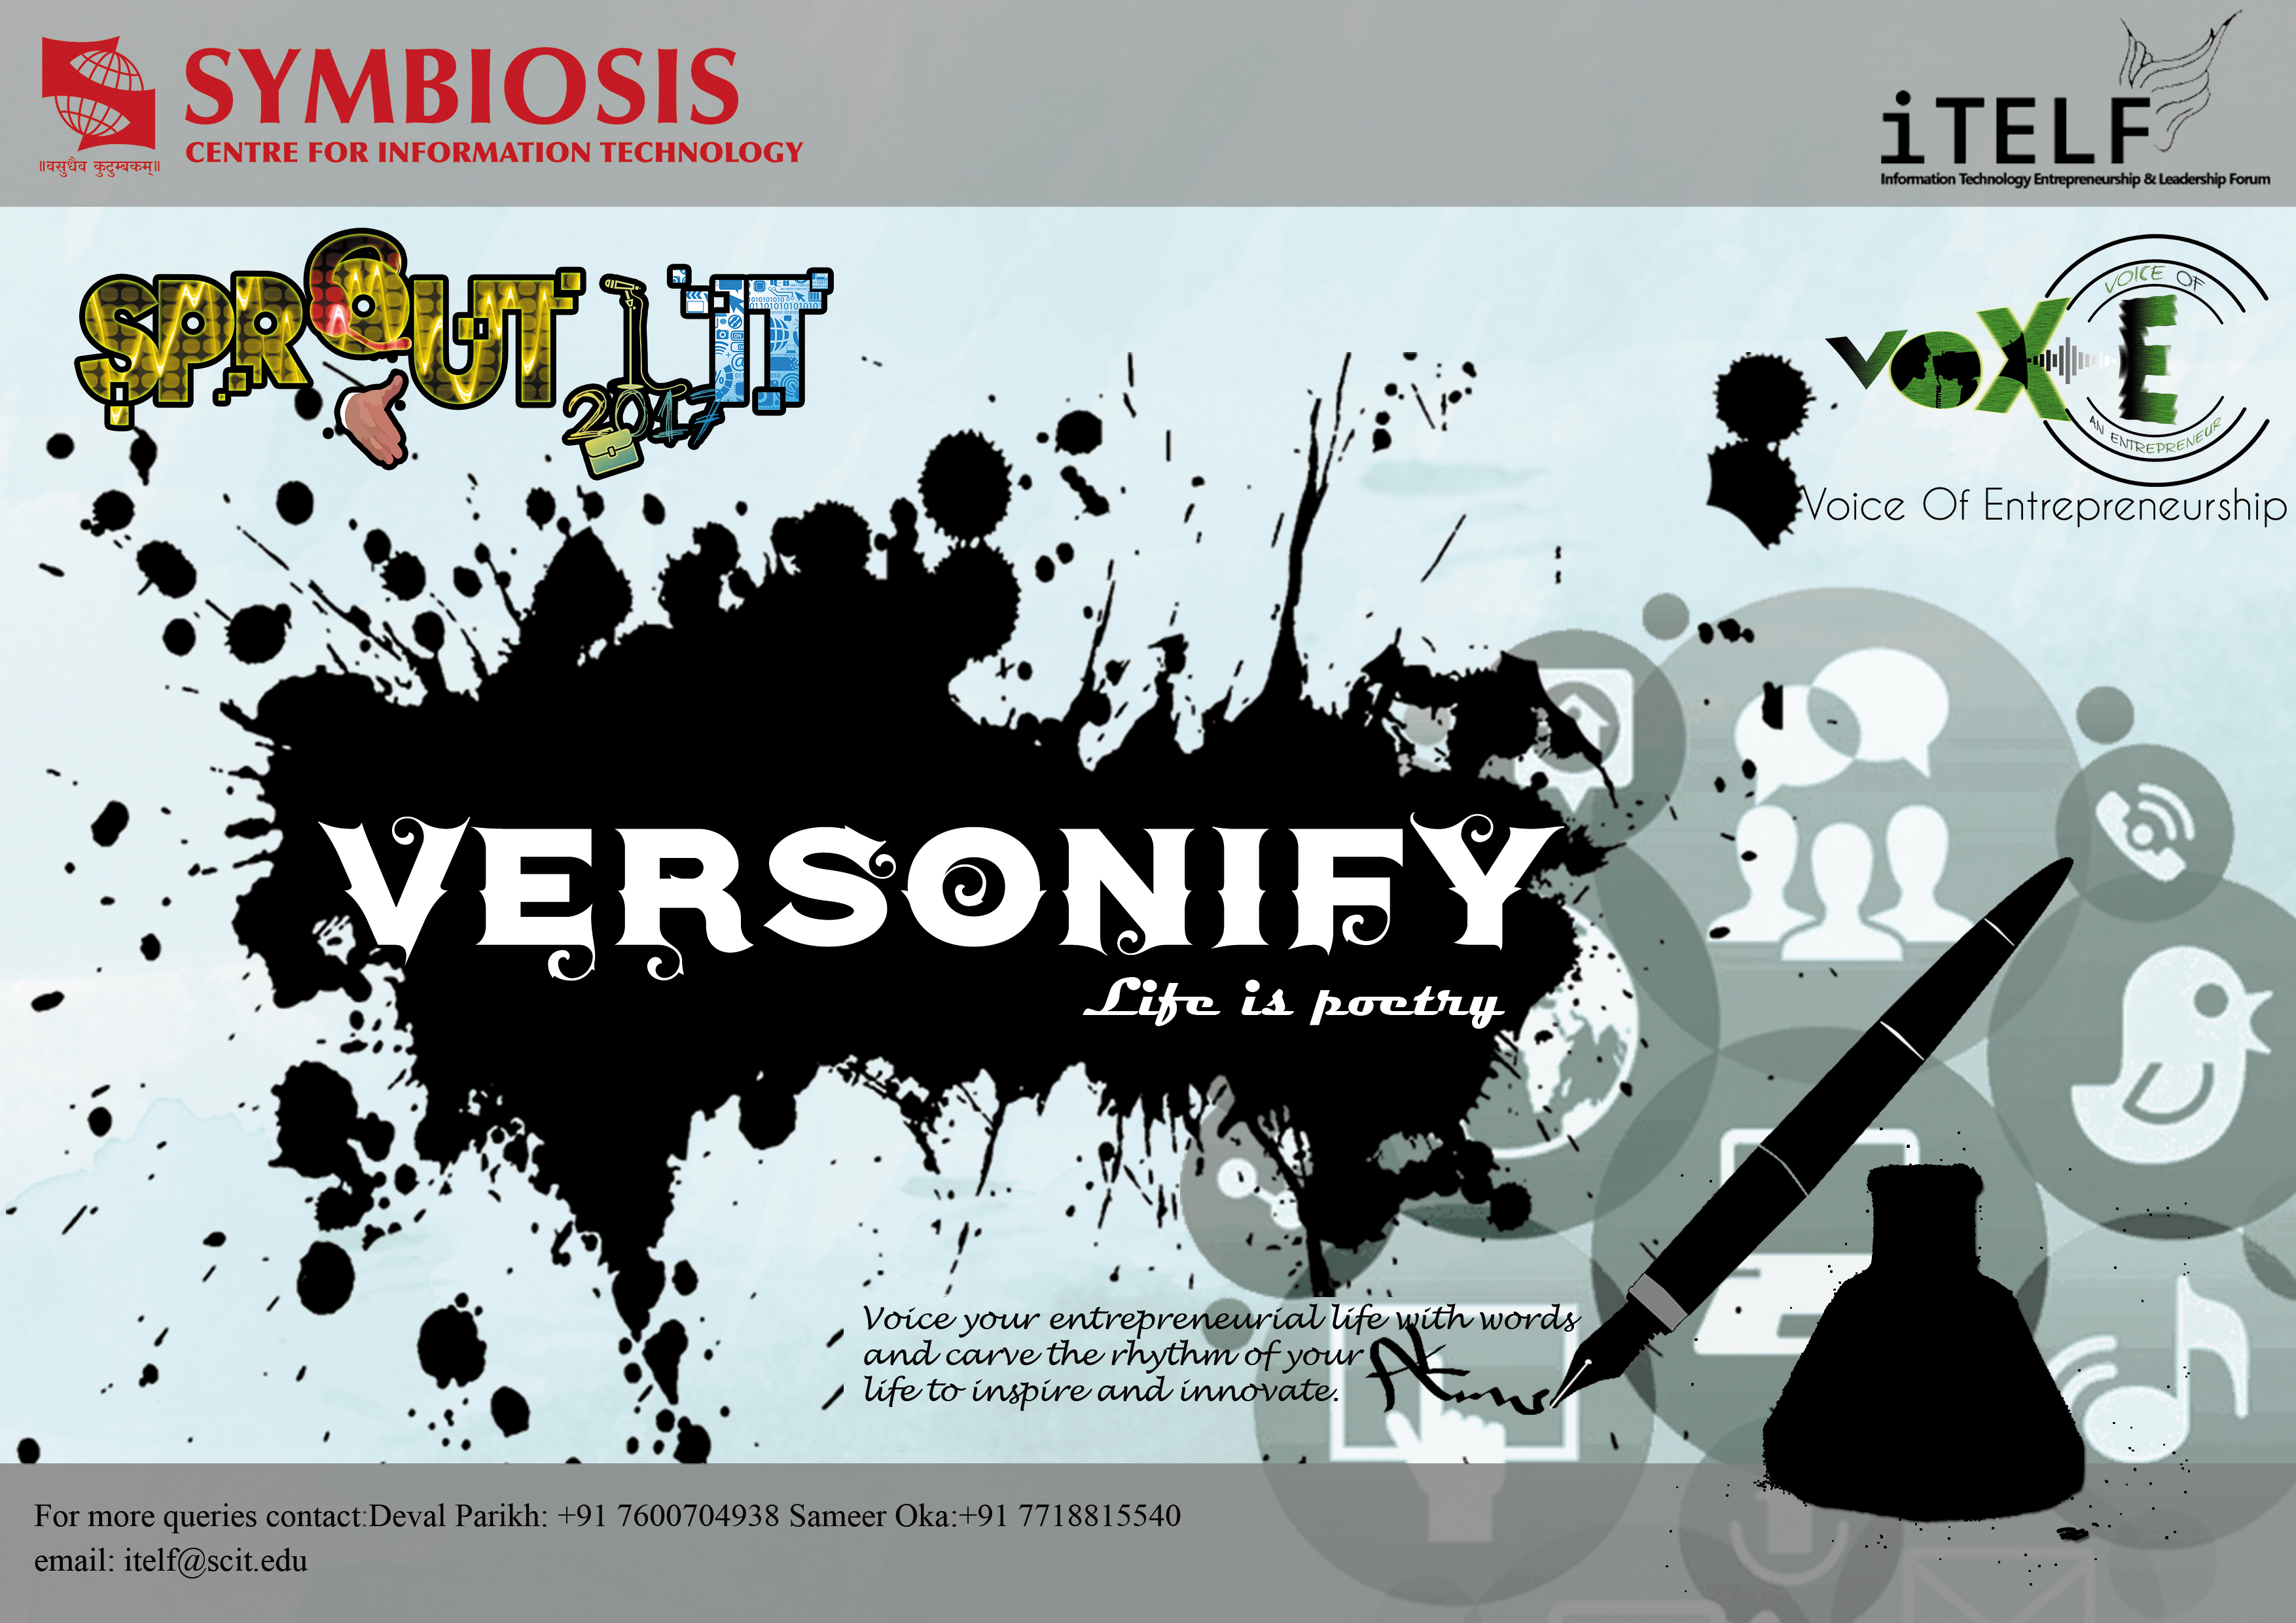 SYMBIOSIS
CENTRE FOR INFORMATION TECHNOLOGY
॥वसुधैव कुटुम्बकम्॥
iTELF
Information Technology Entrepreneurship & Leadership Forum
SPROUT IT
2017
VOX E
VOICE OF
AN ENTREPRENEUR
Voice Of Entrepreneurship
VERSONIFY
Life is poetry
Voice your entrepreneurial life with words
and carve the rhythm of your
life to inspire and innovate.
For more queries contact:Deval Parikh: +91 7600704938 Sameer Oka:+91 7718815540
email: itelf@scit.edu